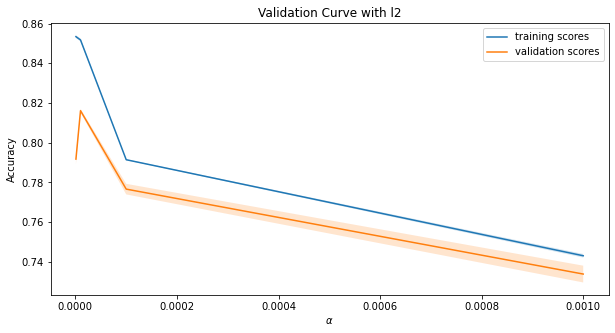 Validation Curve with l2
training scores
validation scores
Accuracy
0.86
0.84
0.82
0.80
0.78
0.76
0.74
0.0000 0.0002 0.0004 0.0006 0.0008 0.0010
α